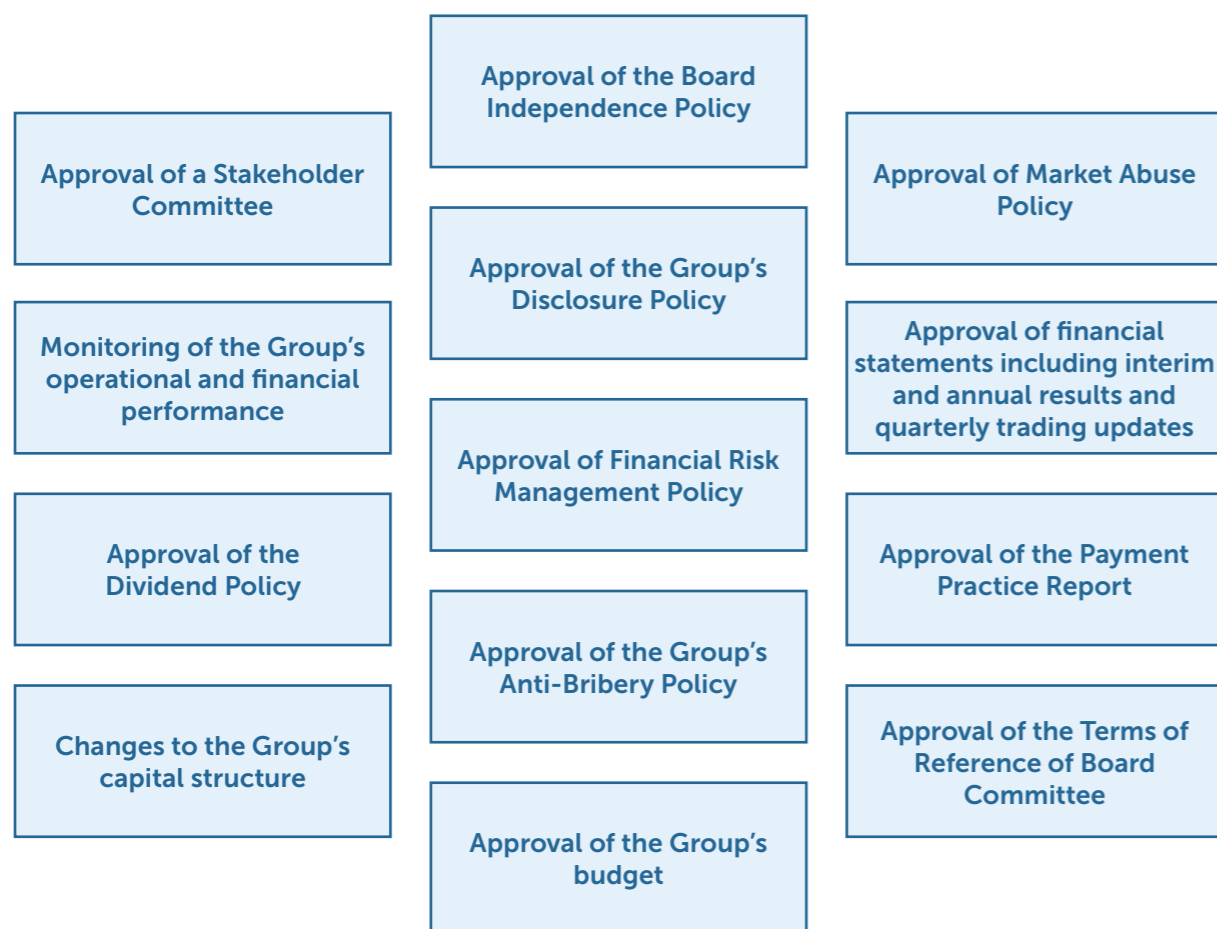 Approval of the Board
Independence Policy
Approval of a Stakeholder
Committee
Approval of Market Abuse
Policy
Approval of the Group’s
Disclosure Policy
Monitoring of the Group’s
operational and financial
performance
Approval of financial
statements including interim
and annual results and
quarterly trading updates
Approval of Financial Risk
Management Policy
Approval of the
Dividend Policy
Approval of the Payment
Practice Report
Approval of the Group’s
Anti-Bribery Policy
Changes to the Group’s
capital structure
Approval of the Terms of
Reference of Board
Committee
Approval of the Group’s
budget